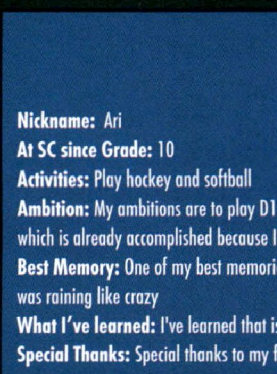 Nickname: Ari
At SC since Grade: 10
Activities: Play hockey and softball
Ambition: My ambitions are to play D1
which is already accomplished because I
Best Memory: One of my best
was raining like crazy
What I've learned: I've learned that
Special Thanks: Special thanks to my